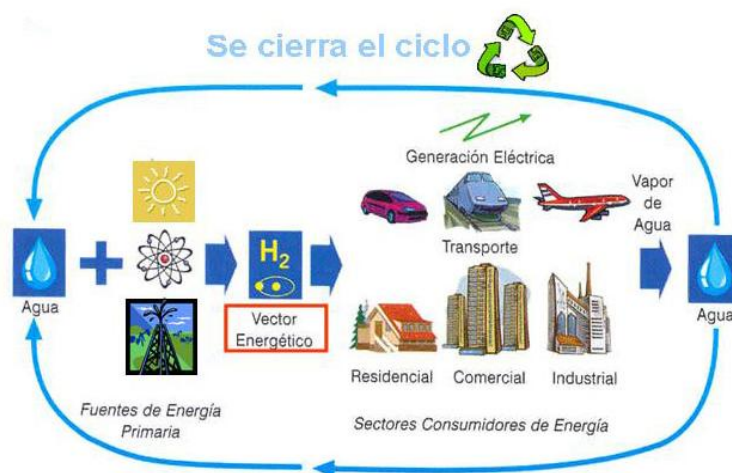 Se cierra el ciclo
Generación Eléctrica
Vapor
de
Agua
Transporte
H2
Agua
Vector
Energético
Agua
Residencial
Comercial
Industrial
Fuentes de Energía
Primaria
Sectores Consumidores de Energía